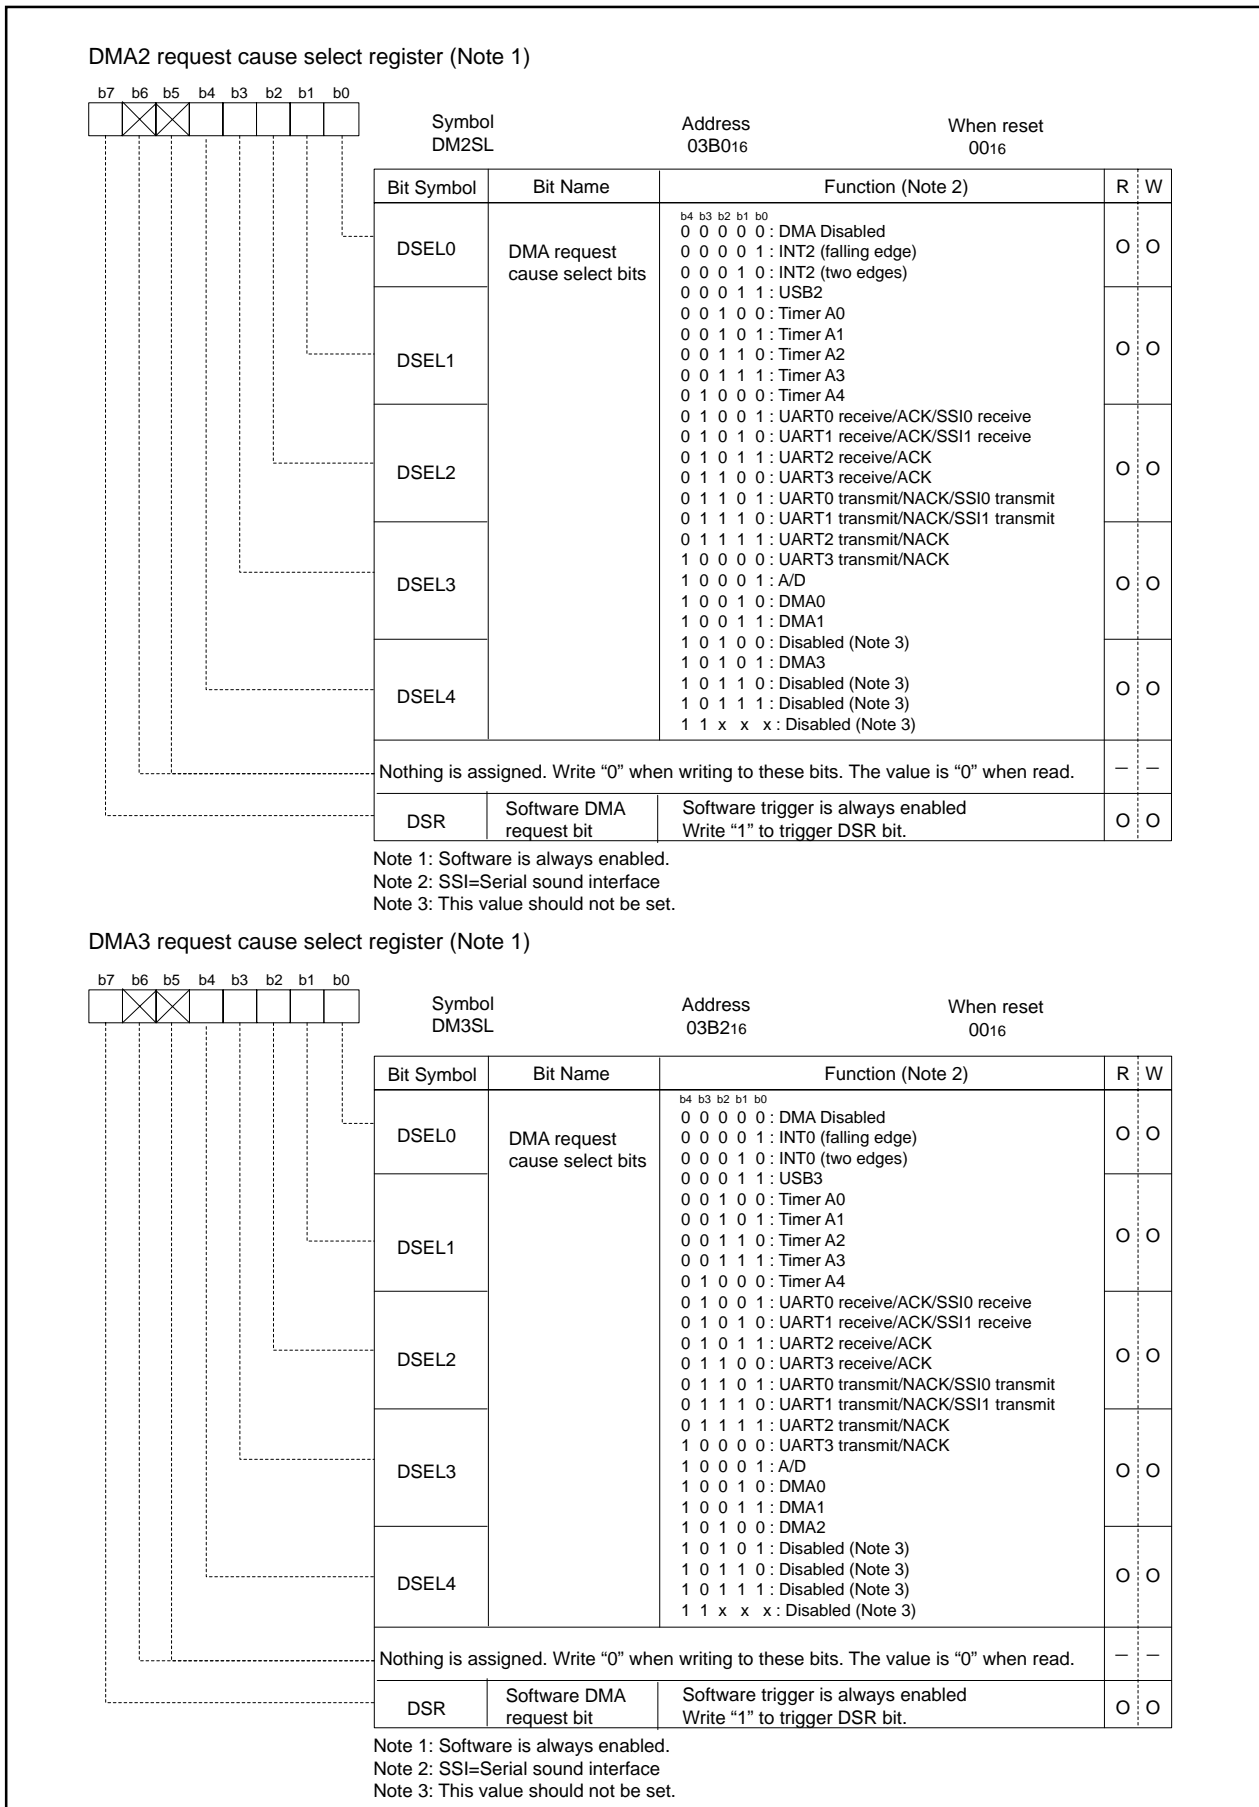 DMA2 request cause select register (Note 1)
b7 b6 b5 b4 b3 b2 b1 b0
Symbol Address When reset
DM2SL 03B016 0016
Bit Symbol Bit Name Function (Note 2) R W
b4 b3 b2 b1 b0
0 0 0 0 0 : DMA Disabled
DSEL0 DMA request 0 0 0 0 1 : INT2 (falling edge) O O
cause select bits 0 0 0 1 0 : INT2 (two edges)
0 0 0 1 1 : USB2
0 0 1 0 0 : Timer A0
0 0 1 0 1 : Timer A1
DSEL1 0 0 1 1 0 : Timer A2 O O
0 0 1 1 1 : Timer A3
0 1 0 0 0 : Timer A4
0 1 0 0 1 : UART0 receive/ACK/SSI0 receive
0 1 0 1 0 : UART1 receive/ACK/SSI1 receive
0 1 0 1 1 : UART2 receive/ACK
DSEL2 0 1 1 0 0 : UART3 receive/ACK O O
0 1 1 0 1 : UART0 transmit/NACK/SSI0 transmit
0 1 1 1 0 : UART1 transmit/NACK/SSI1 transmit
0 1 1 1 1 : UART2 transmit/NACK
1 0 0 0 0 : UART3 transmit/NACK
DSEL3 1 0 0 0 1 : A/D O O
1 0 0 1 0 : DMA0
1 0 0 1 1 : DMA1
1 0 1 0 0 : Disabled (Note 3)
1 0 1 0 1 : DMA3
DSEL4 1 0 1 1 0 : Disabled (Note 3) O O
1 0 1 1 1 : Disabled (Note 3)
1 1 x x x : Disabled (Note 3)
Nothing is assigned. Write “0” when writing to these bits. The value is “0” when read. – –
DSR Software DMA Software trigger is always enabled O O
request bit Write “1” to trigger DSR bit.
Note 1: Software is always enabled.
Note 2: SSI=Serial sound interface
Note 3: This value should not be set.
DMA3 request cause select register (Note 1)
b7 b6 b5 b4 b3 b2 b1 b0
Symbol Address When reset
DM3SL 03B216 0016
Bit Symbol Bit Name Function (Note 2) R W
b4 b3 b2 b1 b0
0 0 0 0 0 : DMA Disabled
DSEL0 DMA request 0 0 0 0 1 : INT0 (falling edge) O O
cause select bits 0 0 0 1 0 : INT0 (two edges)
0 0 0 1 1 : USB3
0 0 1 0 0 : Timer A0
0 0 1 0 1 : Timer A1
DSEL1 0 0 1 1 0 : Timer A2 O O
0 0 1 1 1 : Timer A3
0 1 0 0 0 : Timer A4
0 1 0 0 1 : UART0 receive/ACK/SSI0 receive
0 1 0 1 0 : UART1 receive/ACK/SSI1 receive
0 1 0 1 1 : UART2 receive/ACK
DSEL2 0 1 1 0 0 : UART3 receive/ACK O O
0 1 1 0 1 : UART0 transmit/NACK/SSI0 transmit
0 1 1 1 0 : UART1 transmit/NACK/SSI1 transmit
0 1 1 1 1 : UART2 transmit/NACK
1 0 0 0 0 : UART3 transmit/NACK
DSEL3 1 0 0 0 1 : A/D O O
1 0 0 1 0 : DMA0
1 0 0 1 1 : DMA1
1 0 1 0 0 : DMA2
1 0 1 0 1 : Disabled (Note 3)
DSEL4 1 0 1 1 0 : Disabled (Note 3) O O
1 0 1 1 1 : Disabled (Note 3)
1 1 x x x : Disabled (Note 3)
Nothing is assigned. Write “0” when writing to these bits. The value is “0” when read. – –
DSR Software DMA Software trigger is always enabled O O
request bit Write “1” to trigger DSR bit.
Note 1: Software is always enabled.
Note 2: SSI=Serial sound interface
Note 3: This value should not be set.